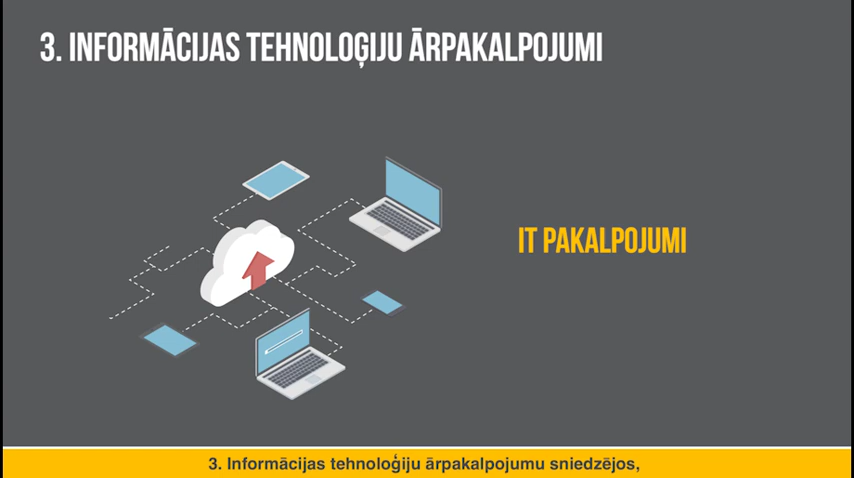 3. INFORMĀCIJAS TEHNOLOĢIJU ĀRPAKALPOJUMI
IT PAKALPOJUMI
3. Informācijas tehnoloģiju ārpakalpojumu sniedzējos,